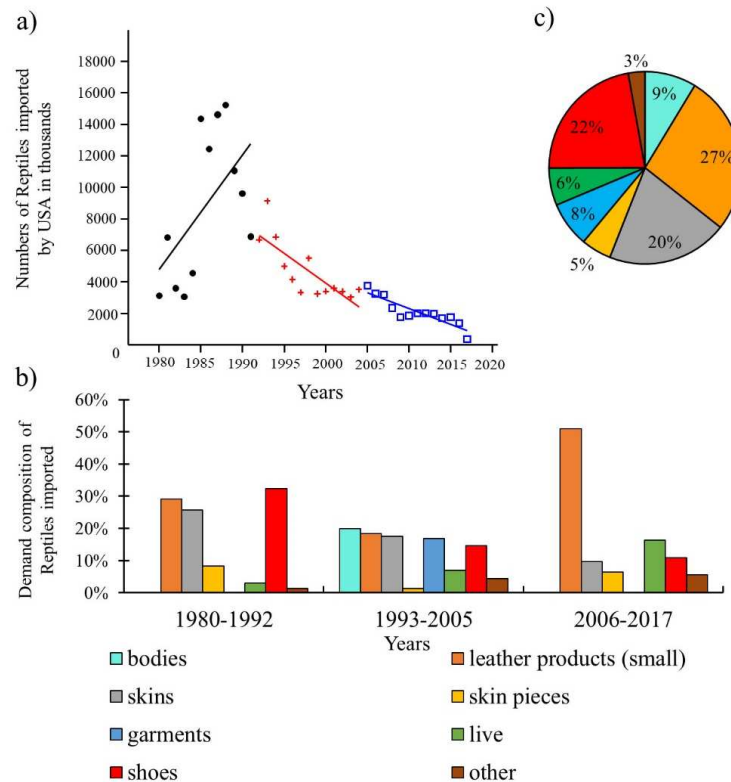 a)
Numbers of Reptiles imported
by USA in thousands
18000
16000
14000
12000
10000
8000
6000
4000
2000
0
1980
1985
1990
1995
2000
2005
2010
2015
2020
Years
c)
3%
9%
27%
20%
5%
8%
6%
22%
b)
Demand composition of
Reptiles imported
60%
50%
40%
30%
20%
10%
0%
1980-1992
1993-2005
2006-2017
Years
bodies
leather products (small)
skins
skin pieces
garments
live
shoes
other